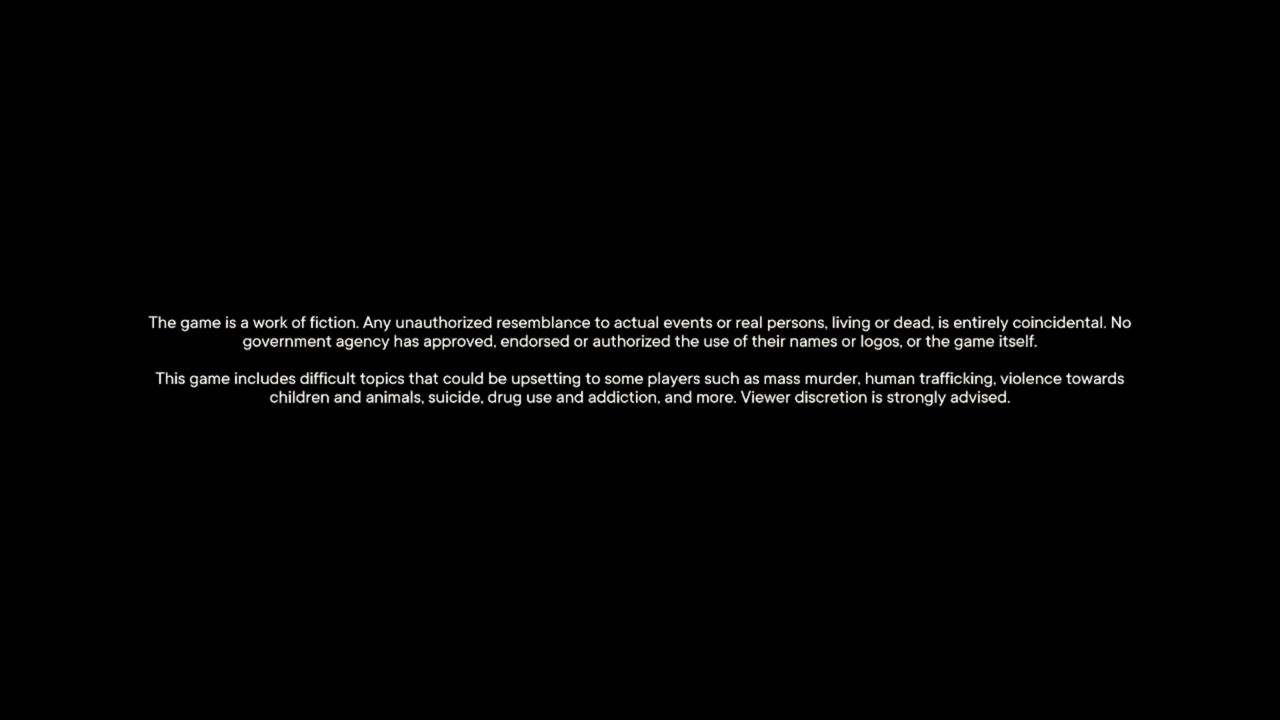 The game is a work of fiction. Any unauthorized resemblance to actual events or real persons, living or dead, is entirely coincidental. No
government agency has approved, endorsed or authorized the use of their names or logos, or the game itself.
This game includes difficult topics that could be upsetting to some players such as mass murder, human trafficking, violence towards
children and animals, suicide, drug use and addiction, and more. Viewer discretion is strongly advised.